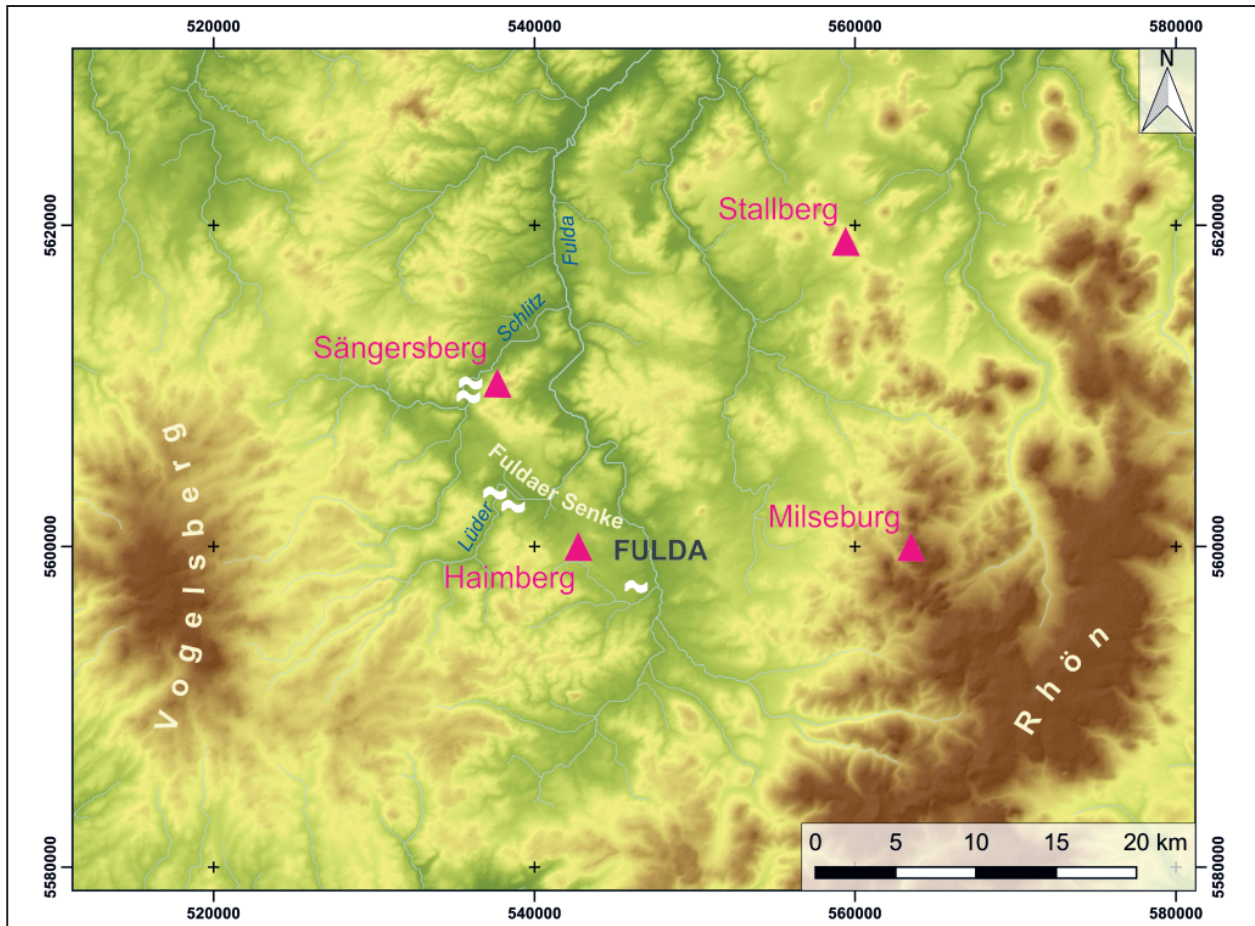 520000
540000
560000
580000
N
Stallberg
5620000
5620000
Fulda
Schlitz
Sängersberg
Vogelsberg
Fuldaer Senke
Lüder
Milseburg
5600000
FULDA
5600000
Haimberg
Rhön
0 5 10 15 20 km
5580000
5580000
520000
540000
560000
580000